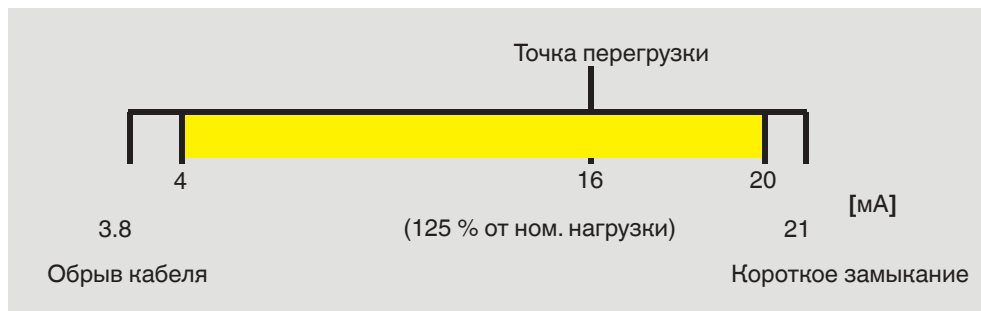 Точка перегрузки
4 16 20
[мА]
3.8 (125 % от ном. нагрузки) 21
Обрыв кабеля Короткое замыкание